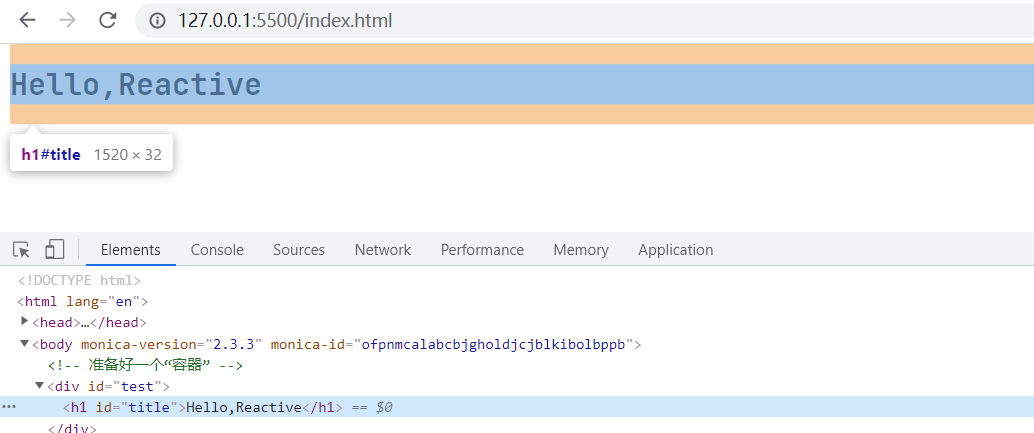 127.0.0.1:5500/index.html
Hello,Reactive
h1#title 1520 × 32
Elements Console Sources Network Performance Memory Application
<!DOCTYPE html>
<html lang="en">
<head>…</head>
<body monica-version="2.3.3" monica-id="ofpnmcalabcbjgholdjcjblkibolbppb">
<!-- 准备好一个“容器” -->
<div id="test">
<h1 id="title">Hello,Reactive</h1> == $0
</div>